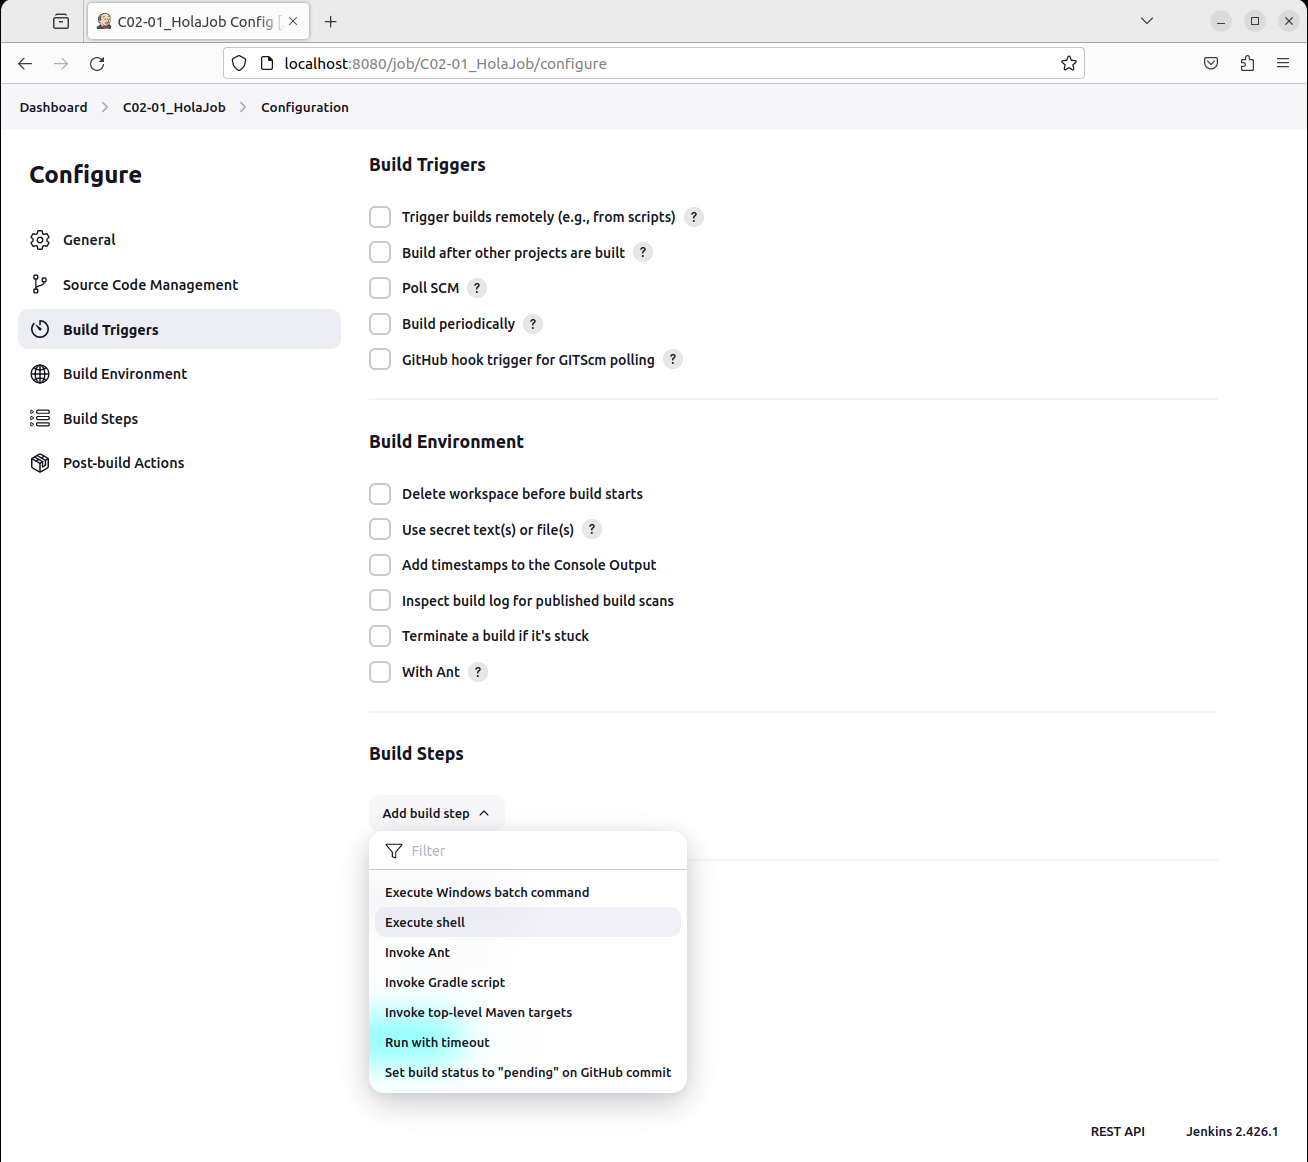 C02-01_HolaJob Config [
localhost:8080/job/C02-01_HolaJob/configure
Dashboard > C02-01_HolaJob > Configuration
Configure
General
Source Code Management
Build Triggers
Build Environment
Build Steps
Post-build Actions
Build Triggers
Trigger builds remotely (e.g., from scripts) ?
Build after other projects are built ?
Poll SCM ?
Build periodically ?
GitHub hook trigger for GITScm polling ?
Build Environment
Delete workspace before build starts
Use secret text(s) or file(s) ?
Add timestamps to the Console Output
Inspect build log for published build scans
Terminate a build if it's stuck
With Ant ?
Build Steps
Add build step
Filter
Execute Windows batch command
Execute shell
Invoke Ant
Invoke Gradle script
Invoke top-level Maven targets
Run with timeout
Set build status to "pending" on GitHub commit
REST API Jenkins 2.426.1